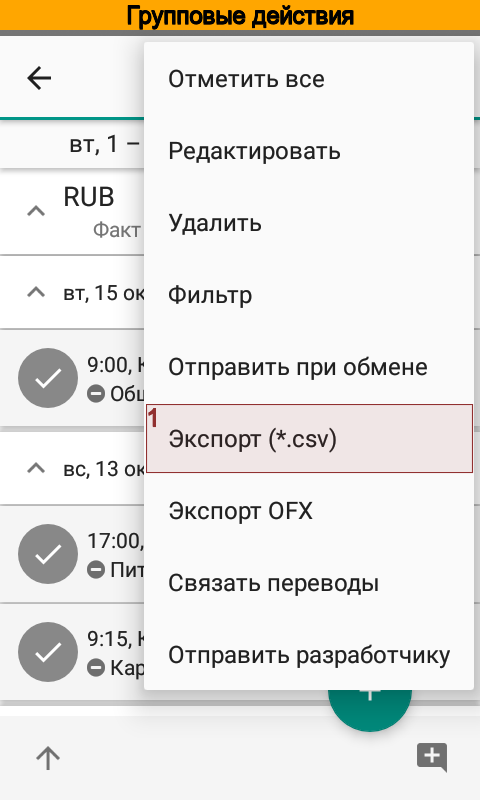 Групповые действия
Отметить все
вт, 1 –
Редактировать
RUB
Удалить
Факт
вт, 15 ок
Фильтр
9:00, К
Отправить при обмене
1
Экспорт (*.csv)
вс, 13 ок
Экспорт OFX
17:00,
Пит
Связать переводы
9:15, К
Кар
Отправить разработчику